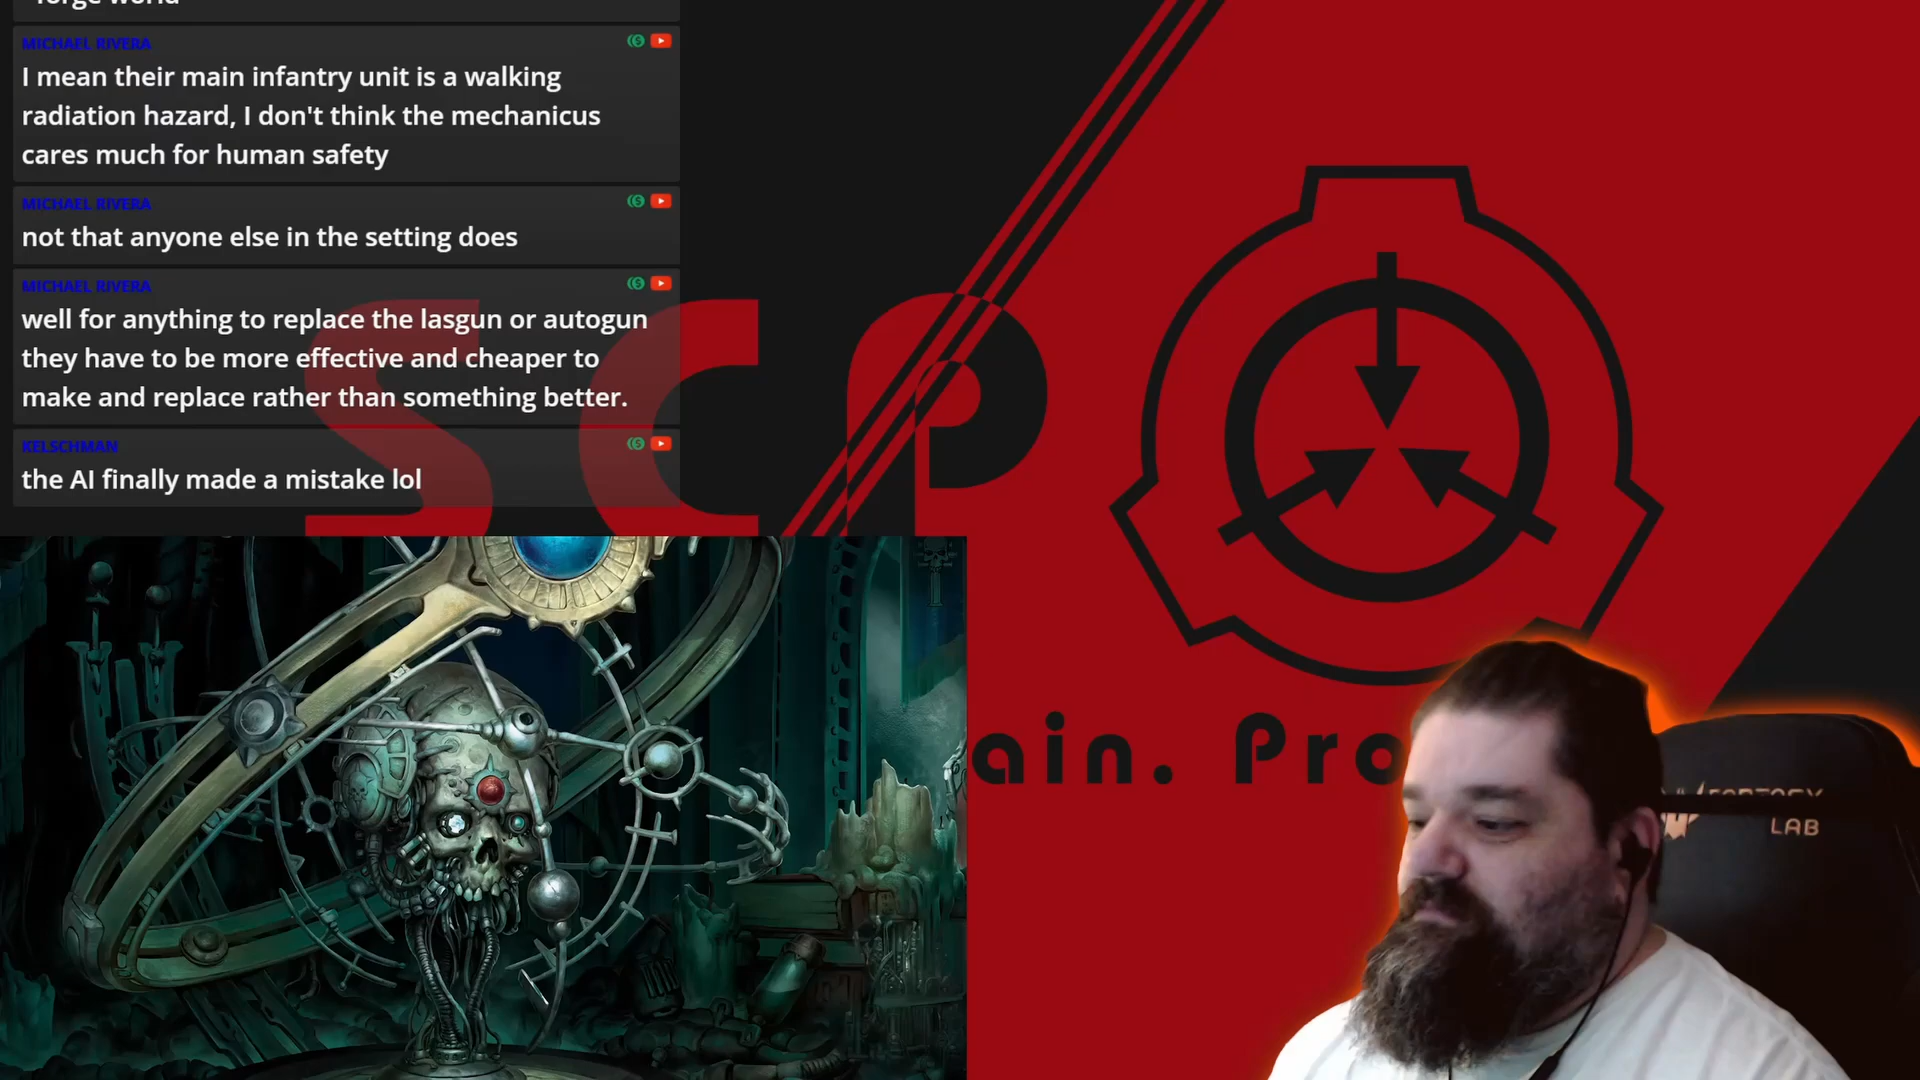 forge world
MICHAEL RIVERA
I mean their main infantry unit is a walking
radiation hazard, I don't think the mechanicus
cares much for human safety
MICHAEL RIVERA
not that anyone else in the setting does
MICHAEL RIVERA
well for anything to replace the lasgun or autogun
they have to be more effective and cheaper to
make and replace rather than something better.
KELSCHMAN
the AI finally made a mistake lol
SCP
ain. Pro
LAB